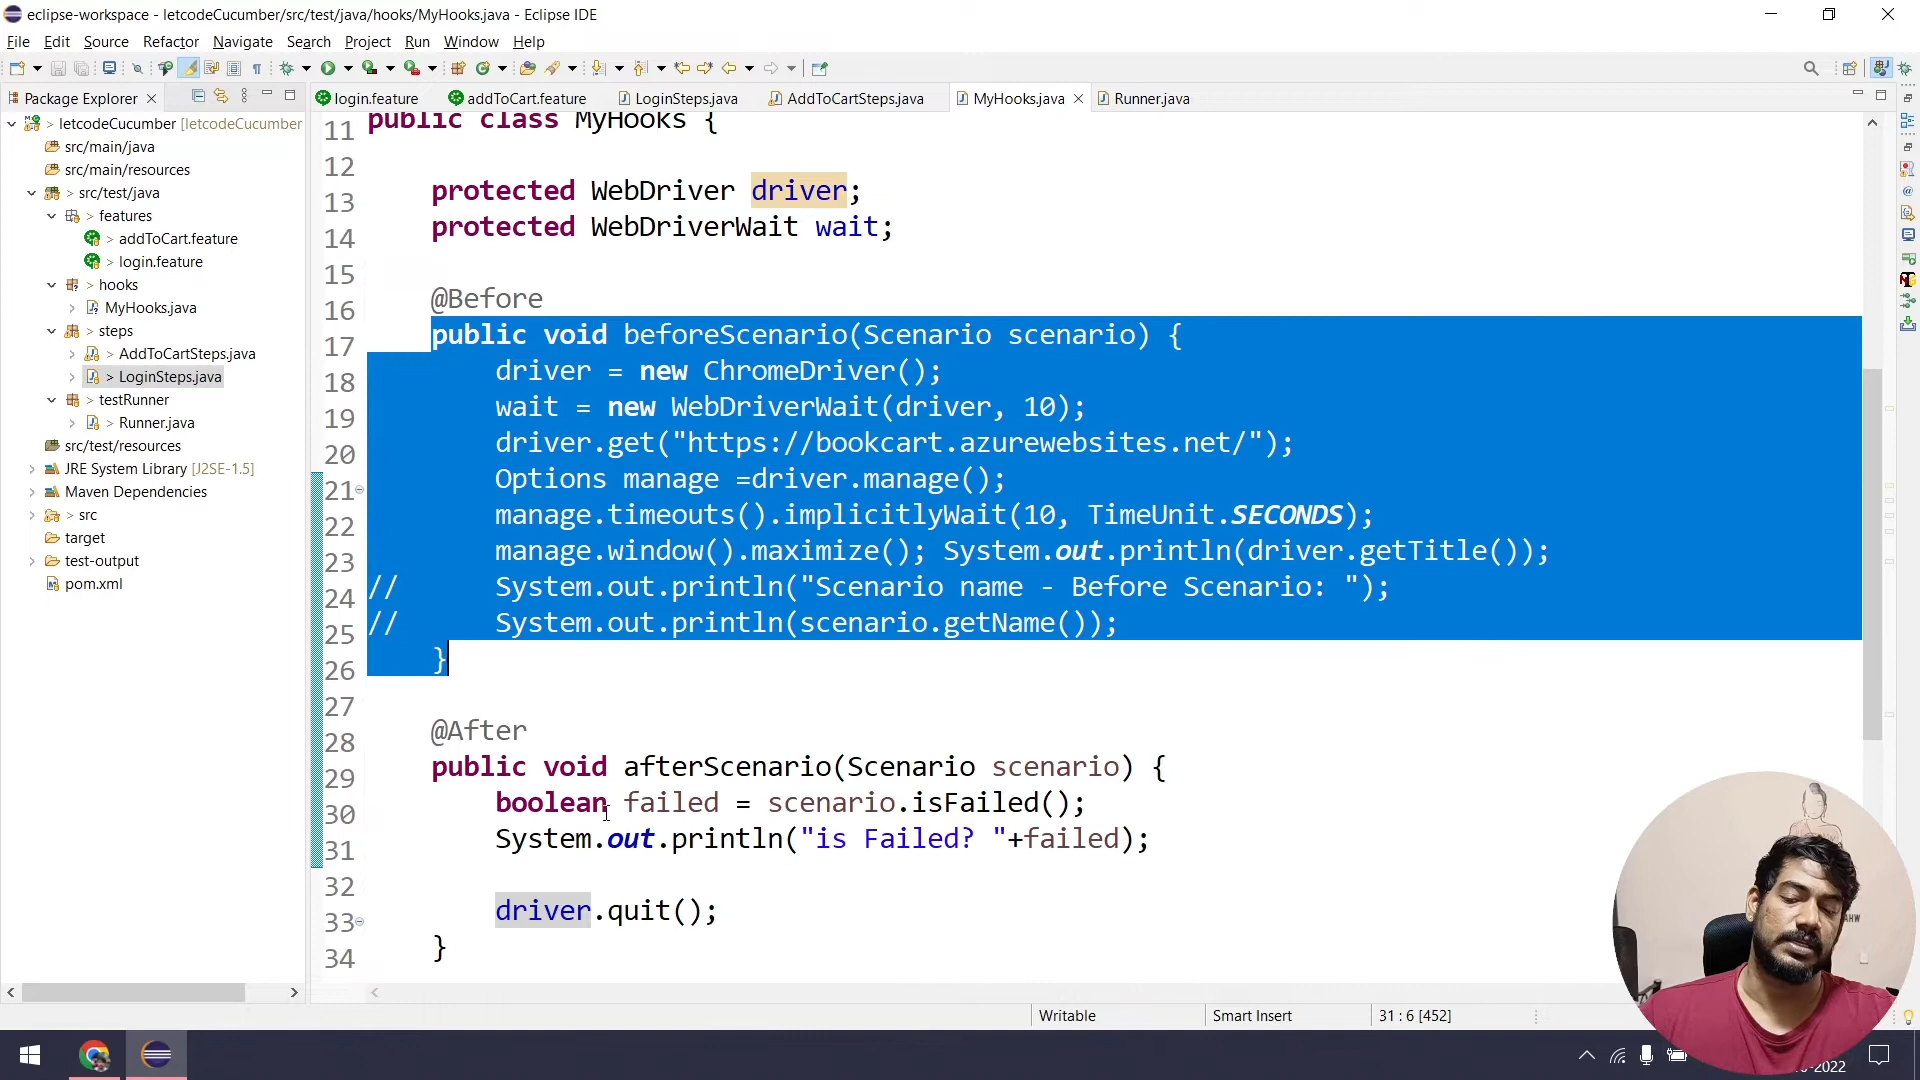 eclipse-workspace - letcodeCucumber/src/test/java/hooks/MyHooks.java - Eclipse IDE
File Edit Source Refactor Navigate Search Project Run Window Help
Package Explorer
login.feature addToCart.feature LoginSteps.java AddToCartSteps.java MyHooks.java Runner.java
> letcodeCucumber [letcodeCucumber
src/main/java
src/main/resources
> src/test/java
> features
> addToCart.feature
> login.feature
> hooks
MyHooks.java
> steps
> AddToCartSteps.java
> LoginSteps.java
> testRunner
> Runner.java
src/test/resources
JRE System Library [J2SE-1.5]
Maven Dependencies
> src
target
test-output
pom.xml
11 public class MyHooks {
12
13 protected WebDriver driver;
14 protected WebDriverWait wait;
15
16 @Before
17 public void beforeScenario(Scenario scenario) {
18 driver = new ChromeDriver();
19 wait = new WebDriverWait(driver, 10);
20 driver.get("https://bookcart.azurewebsites.net/");
21 Options manage =driver.manage();
22 manage.timeouts().implicitlyWait(10, TimeUnit.SECONDS);
23 manage.window().maximize(); System.out.println(driver.getTitle());
24 // System.out.println("Scenario name - Before Scenario: ");
25 // System.out.println(scenario.getName());
26 }
27
28 @After
29 public void afterScenario(Scenario scenario) {
30 boolean failed = scenario.isFailed();
31 System.out.println("is Failed? "+failed);
32
33 driver.quit();
34 }
Writable Smart Insert 31 : 6 [452]